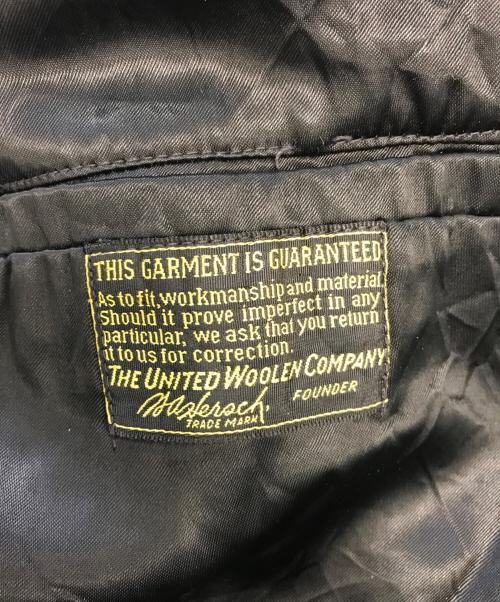 THIS GARMENT IS GUARANTEED
As to fit, workmanship and material
Should it prove imperfect in any
particular, we ask that you return
it to us for correction.
THE UNITED WOOLEN COMPANY
FOUNDER
TRADE MARK